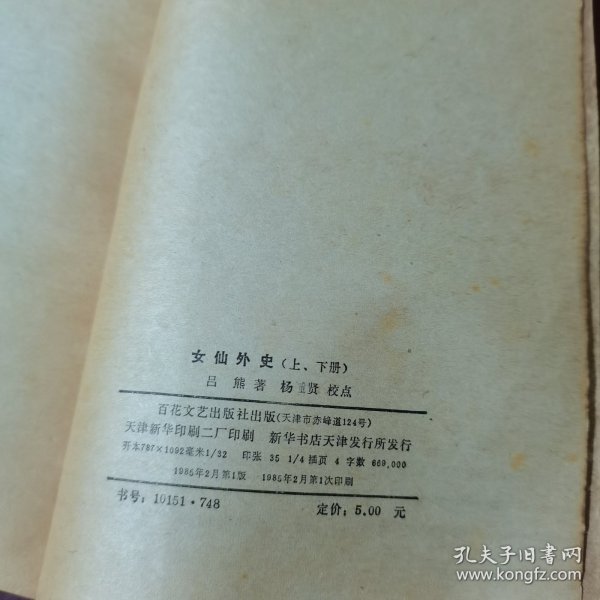 女仙外史(上、下册)
吕熊著 杨 贤 校点
百花文艺出版社出版(天津市赤峰道124号)
天津新华印刷二厂印刷 新华书店天津发行所发行
开本787×1092毫米1/32 印张 35 1/4 插页 4 字数 669,000
1985年2月第1版 1985年2月第1次印刷
书号:10151·748 定价:5.00 元
孔夫子旧书网
www.kongfz.com